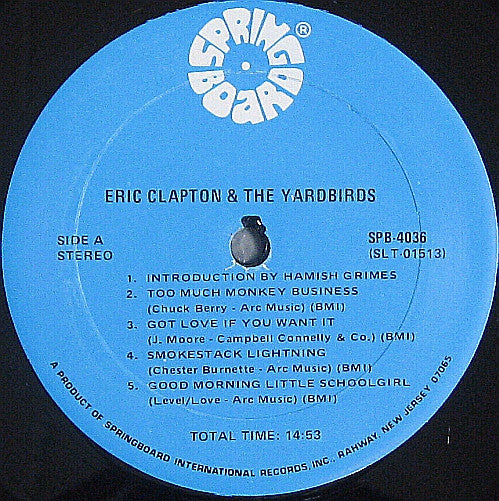 SPRING BOARD ®
ERIC CLAPTON & THE YARDBIRDS
SIDE A
STEREO
SPB-4036
(SLT-01513)
1. INTRODUCTION BY HAMISH GRIMES
2. TOO MUCH MONKEY BUSINESS
(Chuck Berry - Arc Music) (BMI)
3. GOT LOVE IF YOU WANT IT
(J. Moore - Campbell Connelly & Co.) (BMI)
4. SMOKESTACK LIGHTNING
(Chester Burnette - Arc Music) (BMI)
5. GOOD MORNING LITTLE SCHOOLGIRL
(Level/Love - Arc Music) (BMI)
TOTAL TIME: 14:53
A PRODUCT OF SPRINGBOARD INTERNATIONAL RECORDS, INC., RAHWAY, NEW JERSEY 07065